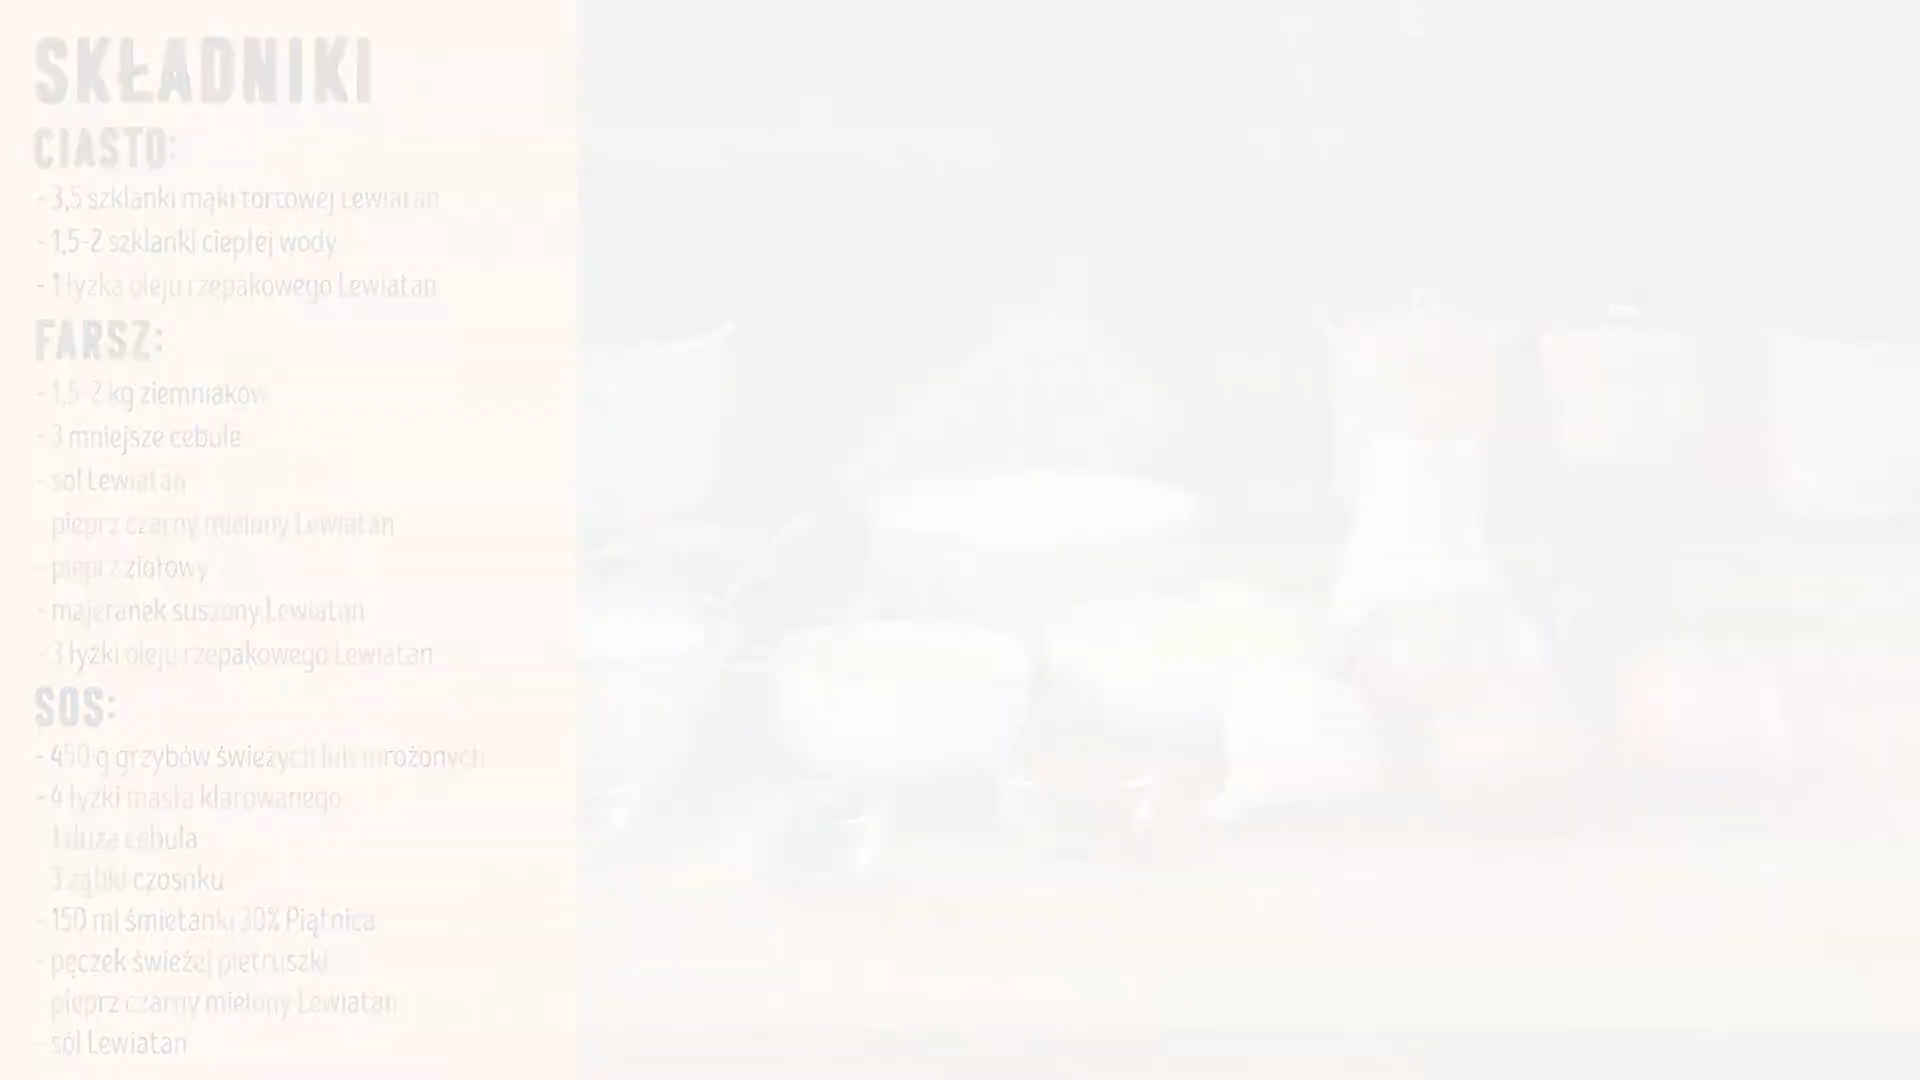 SKŁADNIKI
CIASTO:
- 3,5 szklanki mąki tortowej Lewiatan
- 1,5-2 szklanki ciepłej wody
- 1 łyżka oleju rzepakowego Lewiatan
FARSZ:
- 1,5-2 kg ziemniaków
- 3 mniejsze cebule
- sól Lewiatan
- pieprz czarny mielony Lewiatan
- pieprz ziołowy
- majeranek suszony Lewiatan
- 3 łyżki oleju rzepakowego Lewiatan
SOS:
- 450 g grzybów świeżych lub mrożonych
- 4 łyżki masła klarowanego
- 1 duża cebula
- 3 ząbki czosnku
- 150 ml śmietanki 30% Piątnica
- pęczek świeżej pietruszki
- pieprz czarny mielony Lewiatan
- sól Lewiatan